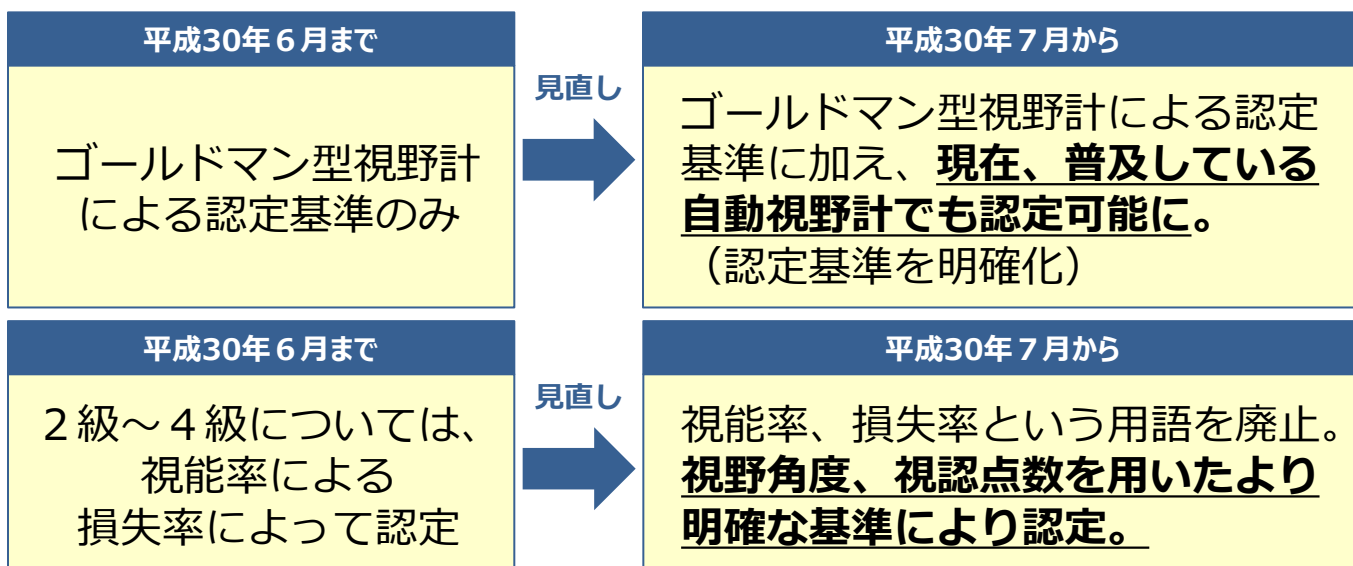 平成30年６月まで
ゴールドマン型視野計
による認定基準のみ
見直し
平成30年７月から
ゴールドマン型視野計による認定
基準に加え、現在、普及している
自動視野計でも認定可能に。
（認定基準を明確化）
平成30年６月まで
２級～４級については、
視能率による
損失率によって認定
見直し
平成30年７月から
視能率、損失率という用語を廃止。
視野角度、視認点数を用いたより
明確な基準により認定。